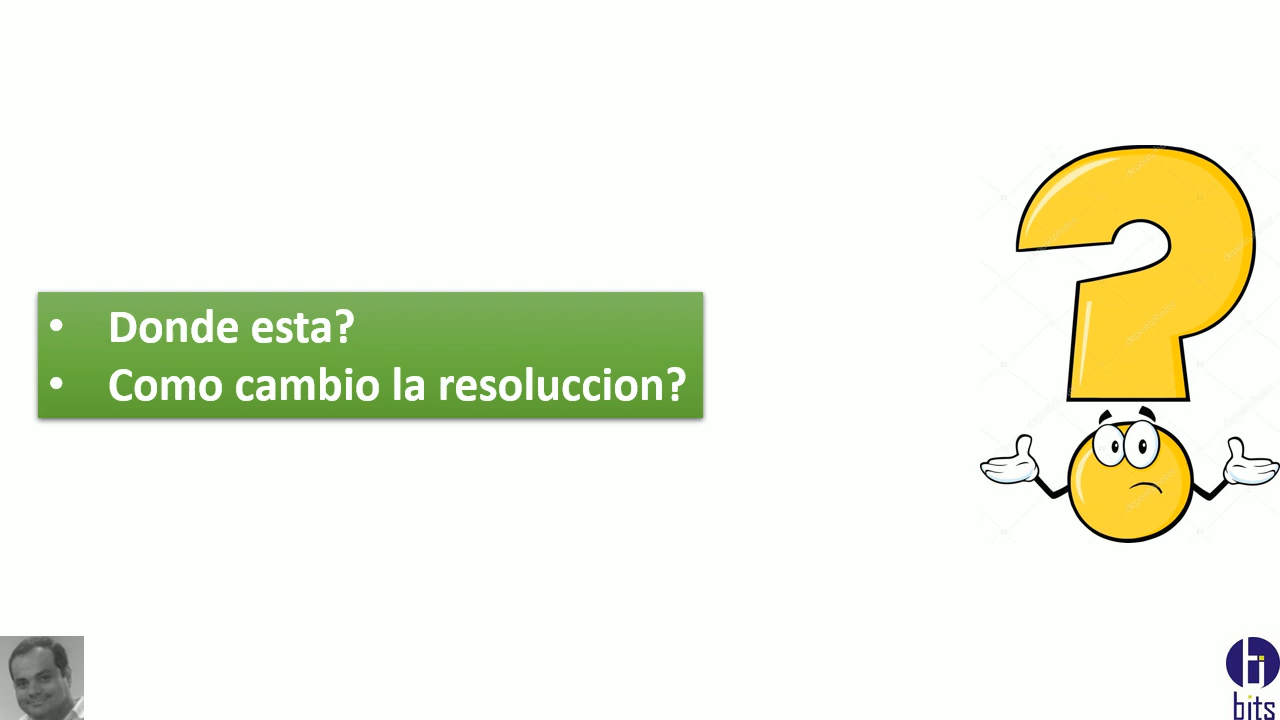 • Donde esta?
• Como cambio la resoluccion?
bits